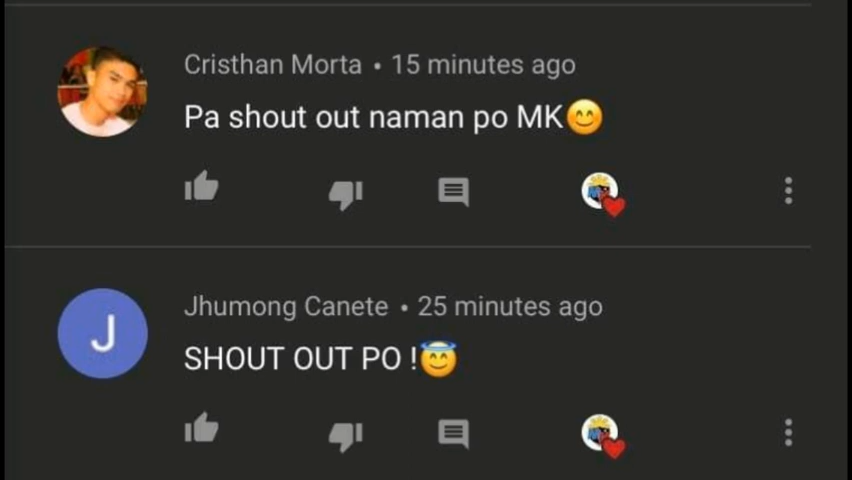 Cristhan Morta • 15 minutes ago
Pa shout out naman po MK😊
J
Jhumong Canete • 25 minutes ago
SHOUT OUT PO !😇